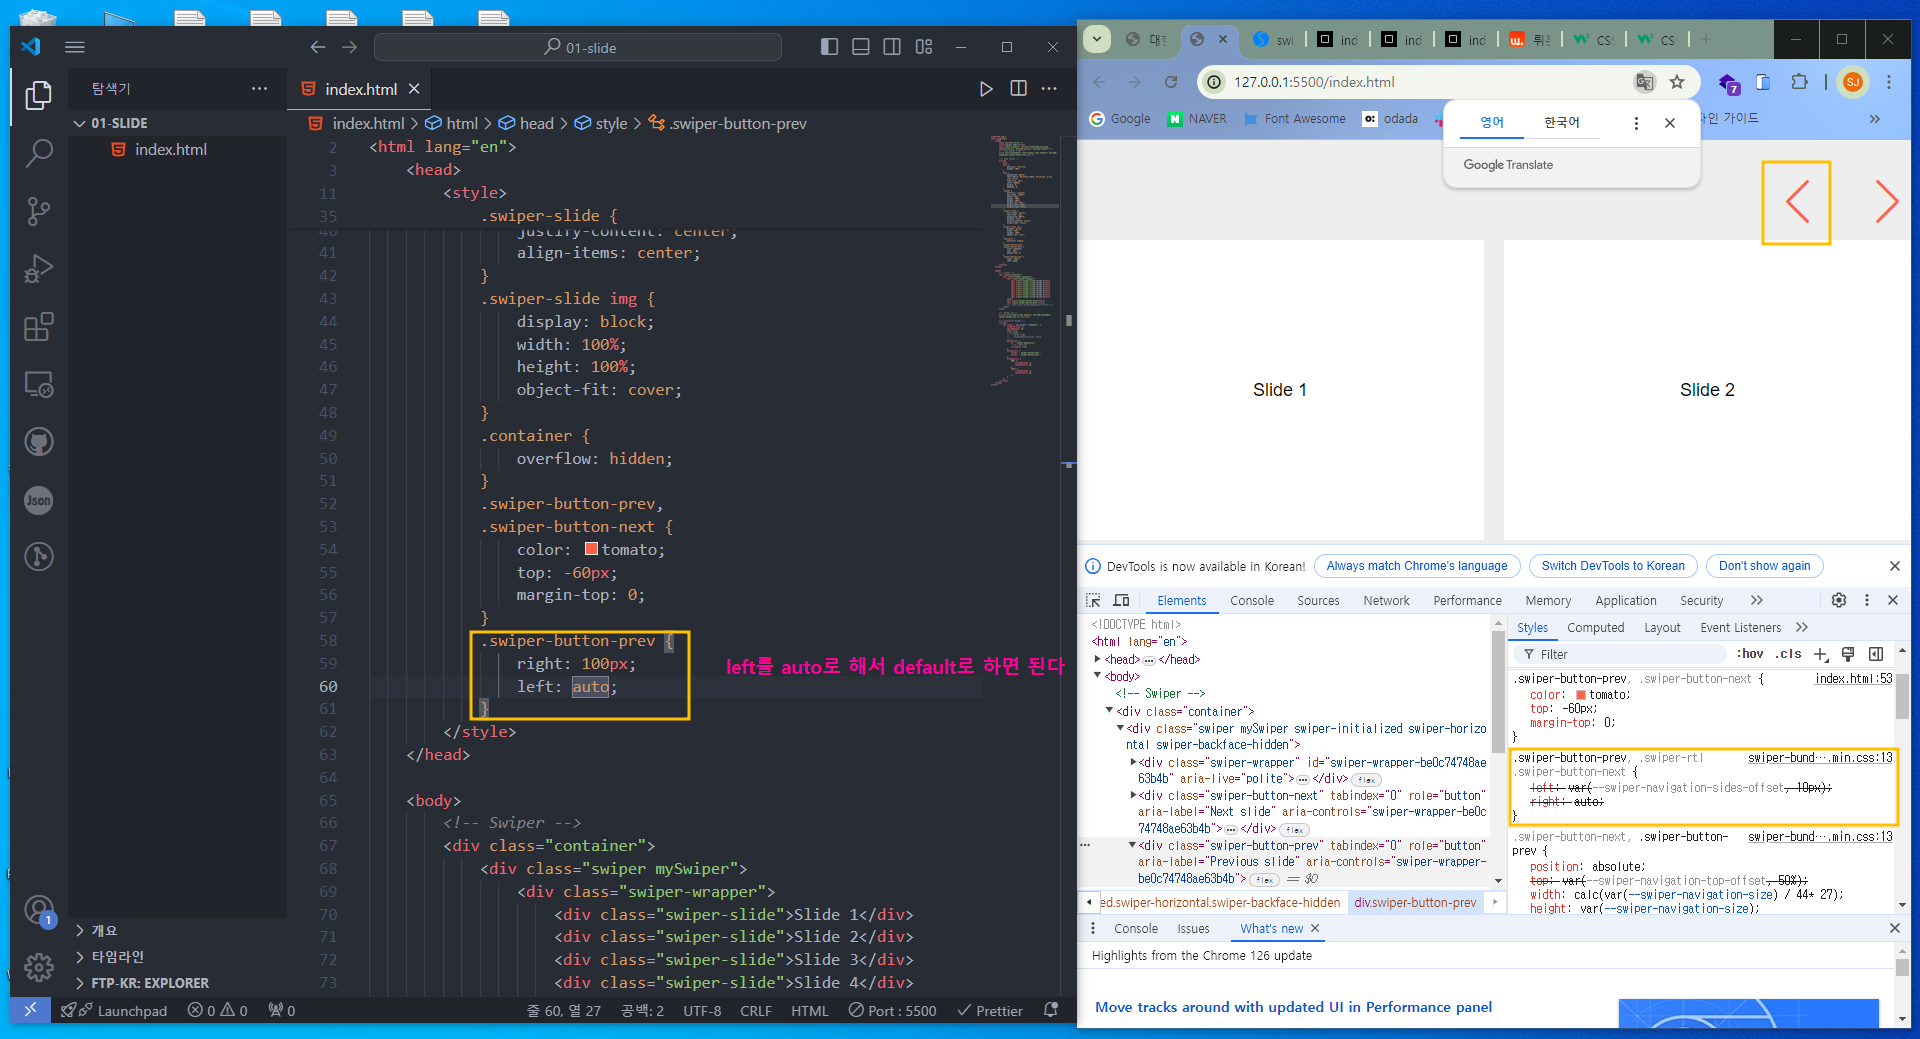 01-slide
탐색기
index.html
01-SLIDE
index.html
index.html > html > head > style > .swiper-button-prev
2 <html lang="en">
3 <head>
11 <style>
35 .swiper-slide {
40 justify-content: center;
41 align-items: center;
42 }
43 .swiper-slide img {
44 display: block;
45 width: 100%;
46 height: 100%;
47 object-fit: cover;
48 }
49 .container {
50 overflow: hidden;
51 }
52 .swiper-button-prev,
53 .swiper-button-next {
54 color: tomato;
55 top: -60px;
56 margin-top: 0;
57 }
58 .swiper-button-prev {
59 right: 100px;
60 left: auto;
61 }
62 </style>
63 </head>
64
65 <body>
66 <!-- Swiper -->
67 <div class="container">
68 <div class="swiper mySwiper">
69 <div class="swiper-wrapper">
70 <div class="swiper-slide">Slide 1</div>
71 <div class="swiper-slide">Slide 2</div>
72 <div class="swiper-slide">Slide 3</div>
73 <div class="swiper-slide">Slide 4</div>
left를 auto로 해서 default로 하면 된다
Json
1
개요
타임라인
FTP-KR: EXPLORER
Launchpad
0 0
0
줄 60, 열 27
공백: 2
UTF-8
CRLF
HTML
Port : 5500
Prettier
swi
ind
ind
ind
CS
CS
127.0.0.1:5500/index.html
7
SJ
Google
NAVER
Font Awesome
odada
가이드
영어
한국어
Google Translate
Slide 1
Slide 2
DevTools is now available in Korean!
Always match Chrome's language
Switch DevTools to Korean
Don't show again
Elements
Console
Sources
Network
Performance
Memory
Application
Security
<!DOCTYPE html>
<html lang="en">
<head> </head>
<body>
<!-- Swiper -->
<div class="container">
<div class="swiper mySwiper swiper-initialized swiper-horizo
ntal swiper-backface-hidden">
<div class="swiper-wrapper" id="swiper-wrapper-be0c74748ae
63b4b" aria-live="polite"> </div> flex
<div class="swiper-button-next" tabindex="0" role="button"
aria-label="Next slide" aria-controls="swiper-wrapper-be0c
74748ae63b4b"> </div> flex
<div class="swiper-button-prev" tabindex="0" role="button"
aria-label="Previous slide" aria-controls="swiper-wrapper-
be0c74748ae63b4b"> flex == $0
ed.swiper-horizontal.swiper-backface-hidden
div.swiper-button-prev
Styles
Computed
Layout
Event Listeners
Filter
:hov
.cls
.swiper-button-prev, .swiper-button-next { index.html:53
color: tomato;
top: -60px;
margin-top: 0;
}
.swiper-button-prev, .swiper-rtl swiper-bund….min.css:13
.swiper-button-next {
left: var(--swiper-navigation-sides-offset, 10px);
right: auto;
}
.swiper-button-next, .swiper-button- swiper-bund….min.css:13
prev {
position: absolute;
top: var(--swiper-navigation-top-offset, 50%);
width: calc(var(--swiper-navigation-size) / 44* 27);
height: var(--swiper-navigation-size);
Console
Issues
What's new
Highlights from the Chrome 126 update
Move tracks around with updated UI in Performance panel